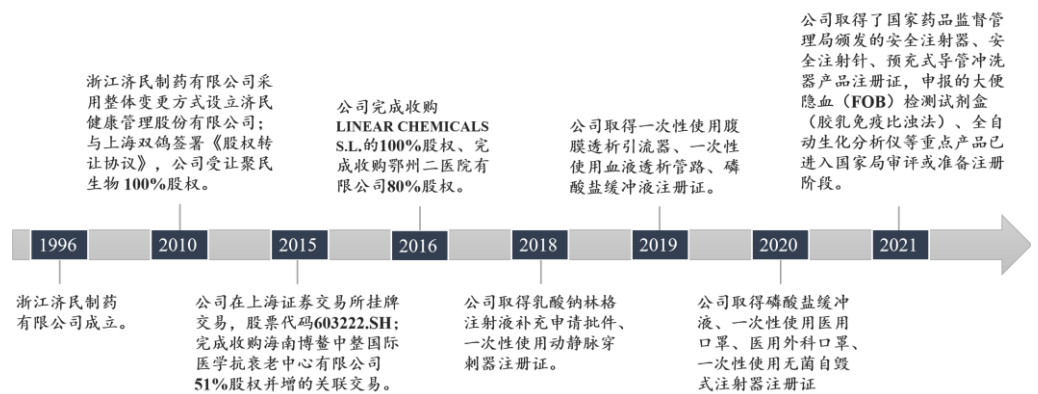 浙江济民制药有限公司采
用整体变更方式设立济民
健康管理股份有限公司；
与上海双鸽签署《股权转
让协议》，公司受让聚民
生物100%股权。
公司完成收购
LINEAR CHEMICALS
S.L.的100%股权、完
成收购鄂州二医院有
限公司80%股权。
公司取得一次性使用腹
膜透析引流器、一次性
使用血液透析管路、磷
酸盐缓冲液注册证。
公司取得了国家药品监督管
理局颁发的安全注射器、安
全注射针、预充式导管冲洗
器产品注册证，申报的大便
隐血（FOB）检测试剂盒
（胶乳免疫比浊法）、全自
动生化分析仪等重点产品已
进入国家局审评或准备注册
阶段。
1996
2010
2015
2016
2018
2019
2020
2021
浙江济民制药
有限公司成立。
公司在上海证券交易所挂牌
交易，股票代码603222.SH；
完成收购海南博鳌中整国际
医学抗衰老中心有限公司
51%股权并增的关联交易。
公司取得乳酸钠林格
注射液补充申请批件、
一次性使用动静脉穿
刺器注册证。
公司取得磷酸盐缓冲
液、一次性使用医用
口罩、医用外科口罩、
一次性使用无菌自毁
式注射器注册证